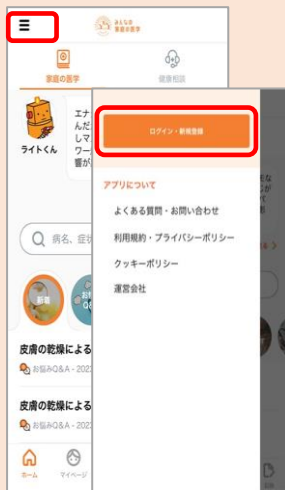 みんなの
家庭の医学
家庭の医学
健康相談
ライトくん
エナ
んだ
しマ
ワー
響が
病名、症状
新着
皮膚の乾燥による
お悩みQ&A - 202
皮膚の乾燥による
お悩みQ&A - 202
ホーム
マイページ
ログイン・新規登録
アプリについて
よくある質問・お問い合わせ
利用規約・プライバシーポリシー
クッキーポリシー
運営会社